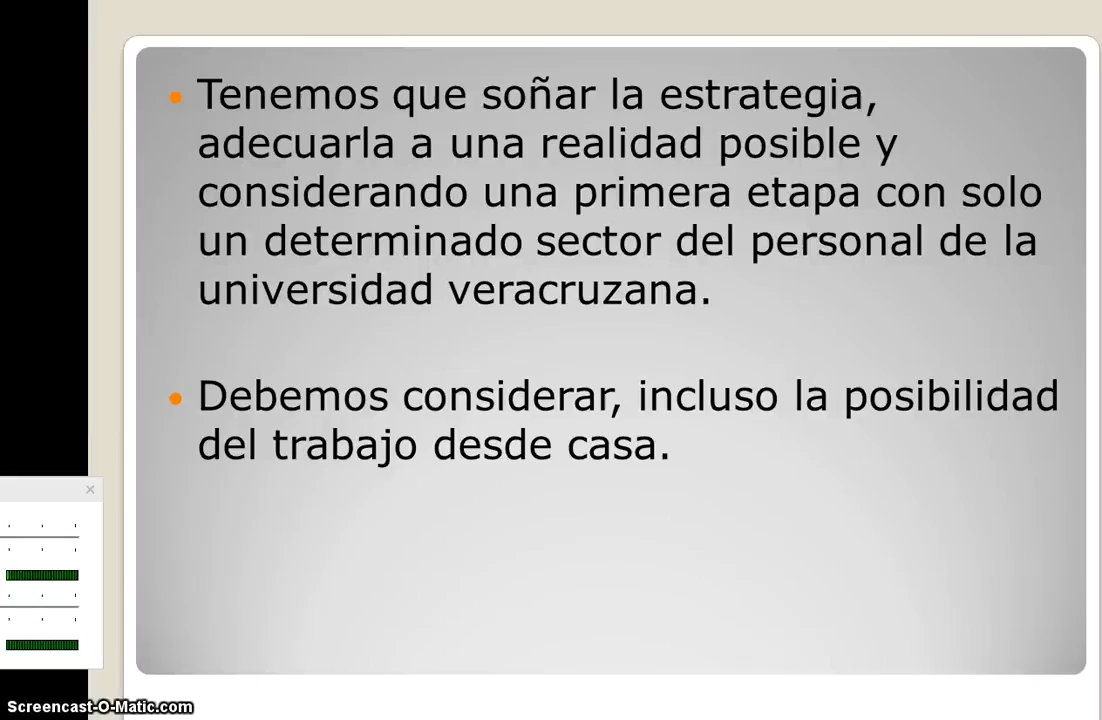 Tenemos que soñar la estrategia,
adecuarla a una realidad posible y
considerando una primera etapa con solo
un determinado sector del personal de la
universidad veracruzana.
Debemos considerar, incluso la posibilidad
del trabajo desde casa.
Screencast-O-Matic.com